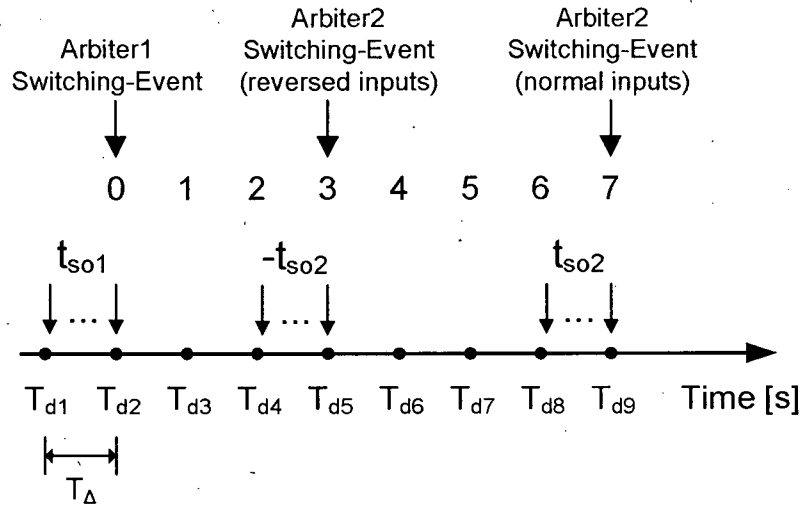 Arbiter1
Switching-Event
Arbiter2
Switching-Event
(reversed inputs)
Arbiter2
Switching-Event
(normal inputs)
0 1 2 3 4 5 6 7
tso1 -tso2 tso2
... ... ...
Td1 Td2 Td3 Td4 Td5 Td6 Td7 Td8 Td9 Time [s]
TΔ